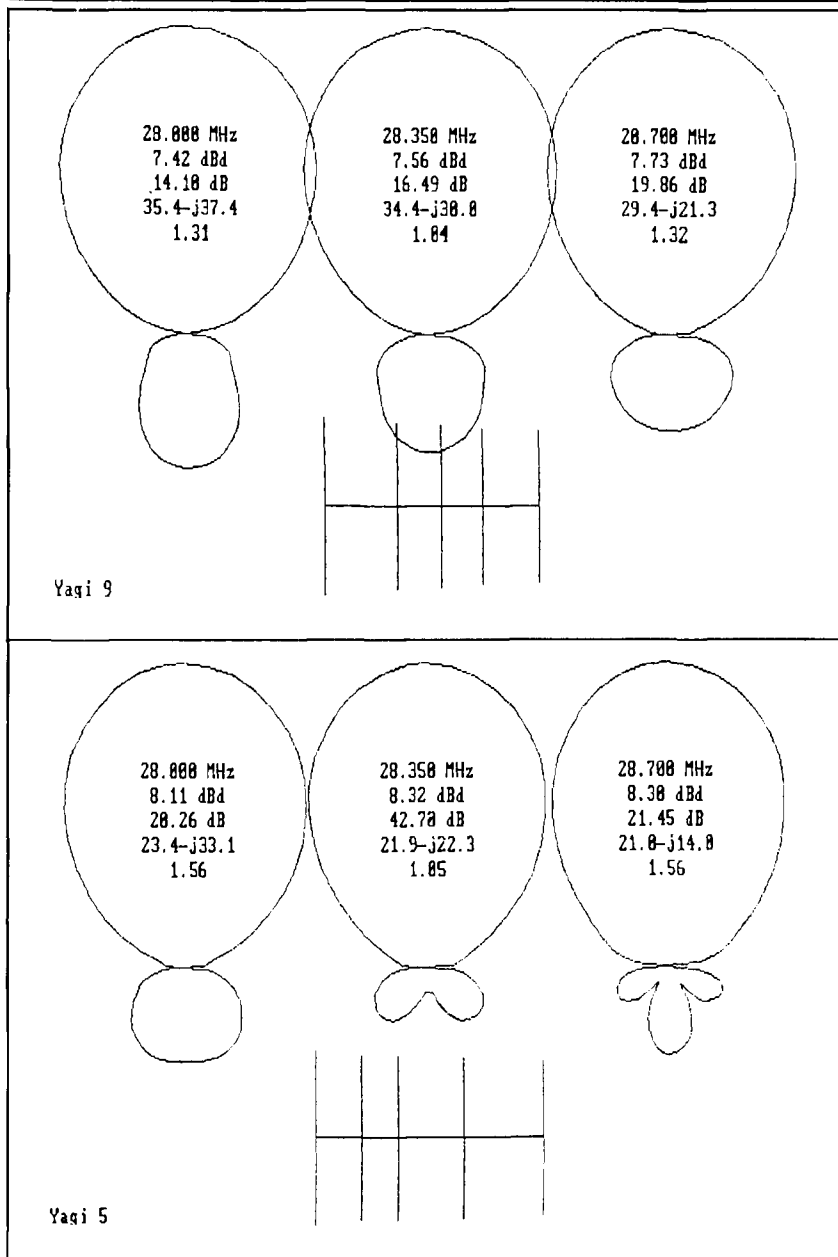 28.000 MHz
7.42 dBd
14.10 dB
35.4-j37.4
1.31
28.350 MHz
7.56 dBd
16.49 dB
34.4-j30.0
1.04
28.700 MHz
7.73 dBd
19.86 dB
29.4-j21.3
1.32
Yagi 9
28.000 MHz
8.11 dBd
20.26 dB
23.4-j33.1
1.56
28.350 MHz
8.32 dBd
42.70 dB
21.9-j22.3
1.05
28.700 MHz
8.30 dBd
21.45 dB
21.0-j14.0
1.56
Yagi 5